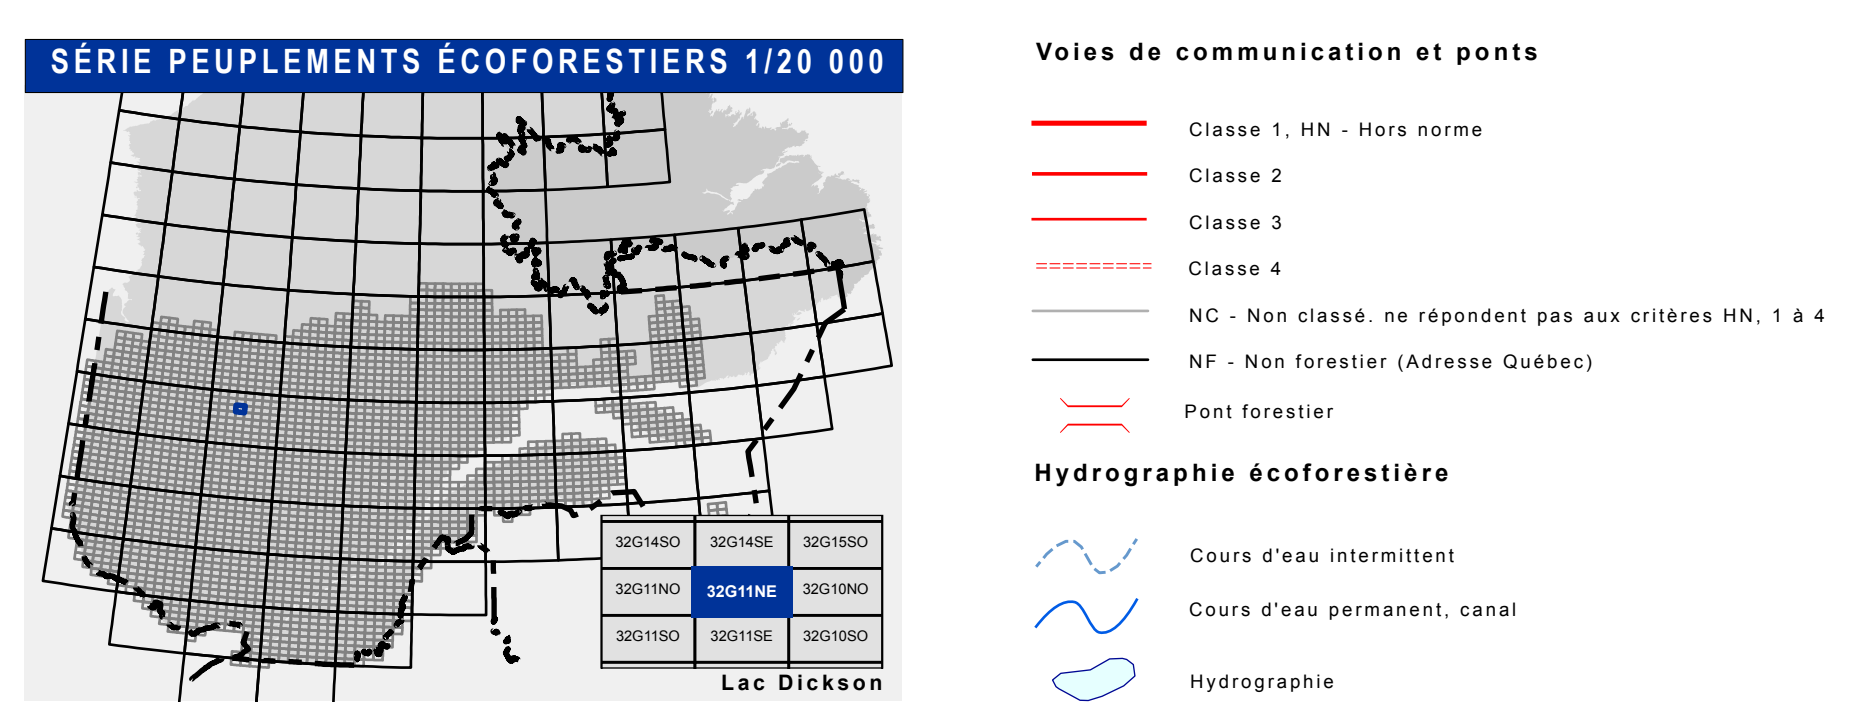 SÉRIE PEUPLEMENTS ÉCOFORESTIERS 1/20 000
32G14SO 32G14SE 32G15SO
32G11NO 32G11NE 32G10NO
32G11SO 32G11SE 32G10SO
Lac Dickson
Voies de communication et ponts
Classe 1, HN - Hors norme
Classe 2
Classe 3
Classe 4
NC - Non classé. ne répondent pas aux critères HN, 1 à 4
NF - Non forestier (Adresse Québec)
Pont forestier
Hydrographie écoforestière
Cours d'eau intermittent
Cours d'eau permanent, canal
Hydrographie